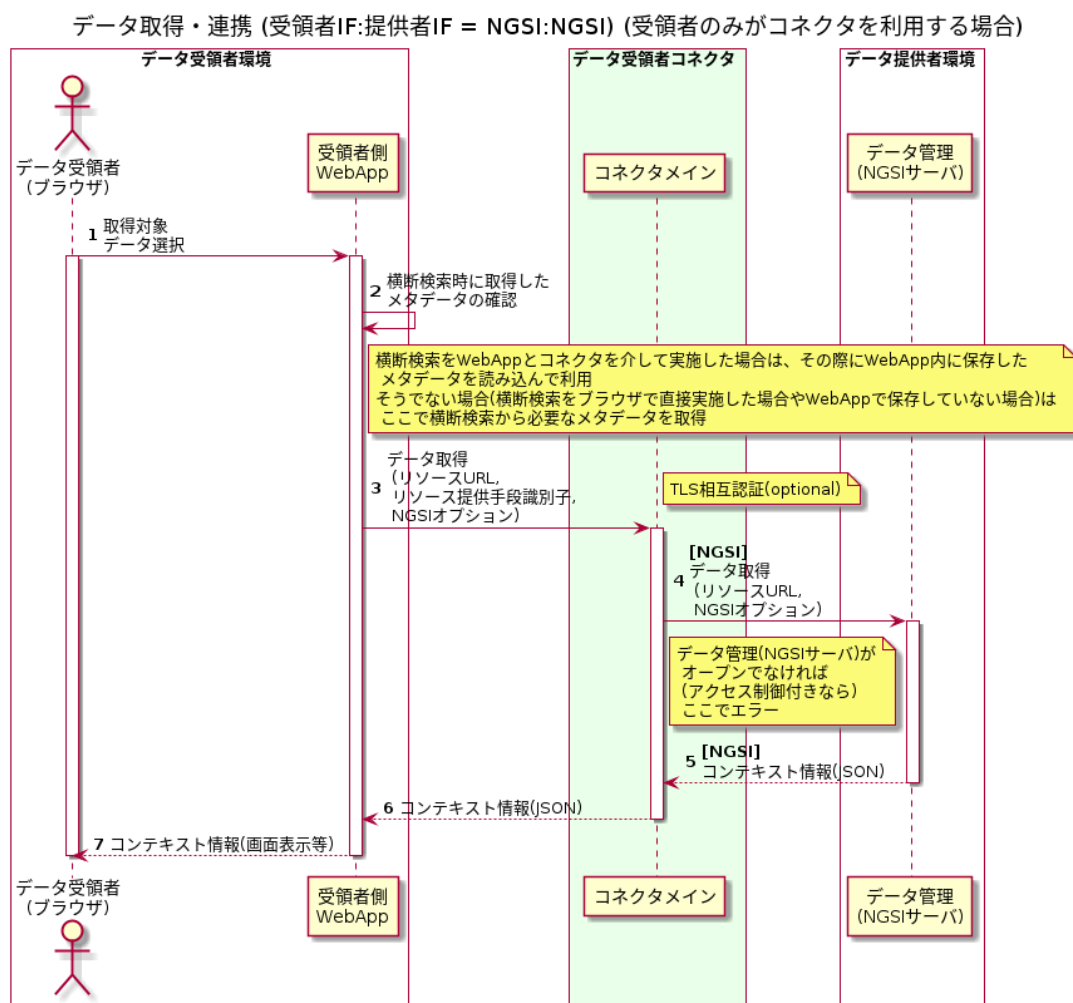 データ取得・連携 (受領者IF:提供者IF = NGSI:NGSI) (受領者のみがコネクタを利用する場合)
データ受領者環境
データ受領者コネクタ
データ提供者環境
データ受領者
(ブラウザ)
受領者側
WebApp
コネクタメイン
データ管理
(NGSIサーバ)
1 取得対象
データ選択
2 横断検索時に取得した
メタデータの確認
横断検索をWebAppとコネクタを介して実施した場合は、その際にWebApp内に保存した
メタデータを読み込んで利用
そうでない場合(横断検索をブラウザで直接実施した場合やWebAppで保存していない場合)は
ここで横断検索から必要なメタデータを取得
3 データ取得
(リソースURL,
リソース提供手段識別子,
NGSIオプション)
TLS相互認証(optional)
4 [NGSI]
データ取得
(リソースURL,
NGSIオプション)
データ管理(NGSIサーバ)が
オープンでなければ
(アクセス制御付きなら)
ここでエラー
5 [NGSI]
コンテキスト情報(JSON)
6 コンテキスト情報(JSON)
7 コンテキスト情報(画面表示等)
データ受領者
(ブラウザ)
受領者側
WebApp
コネクタメイン
データ管理
(NGSIサーバ)